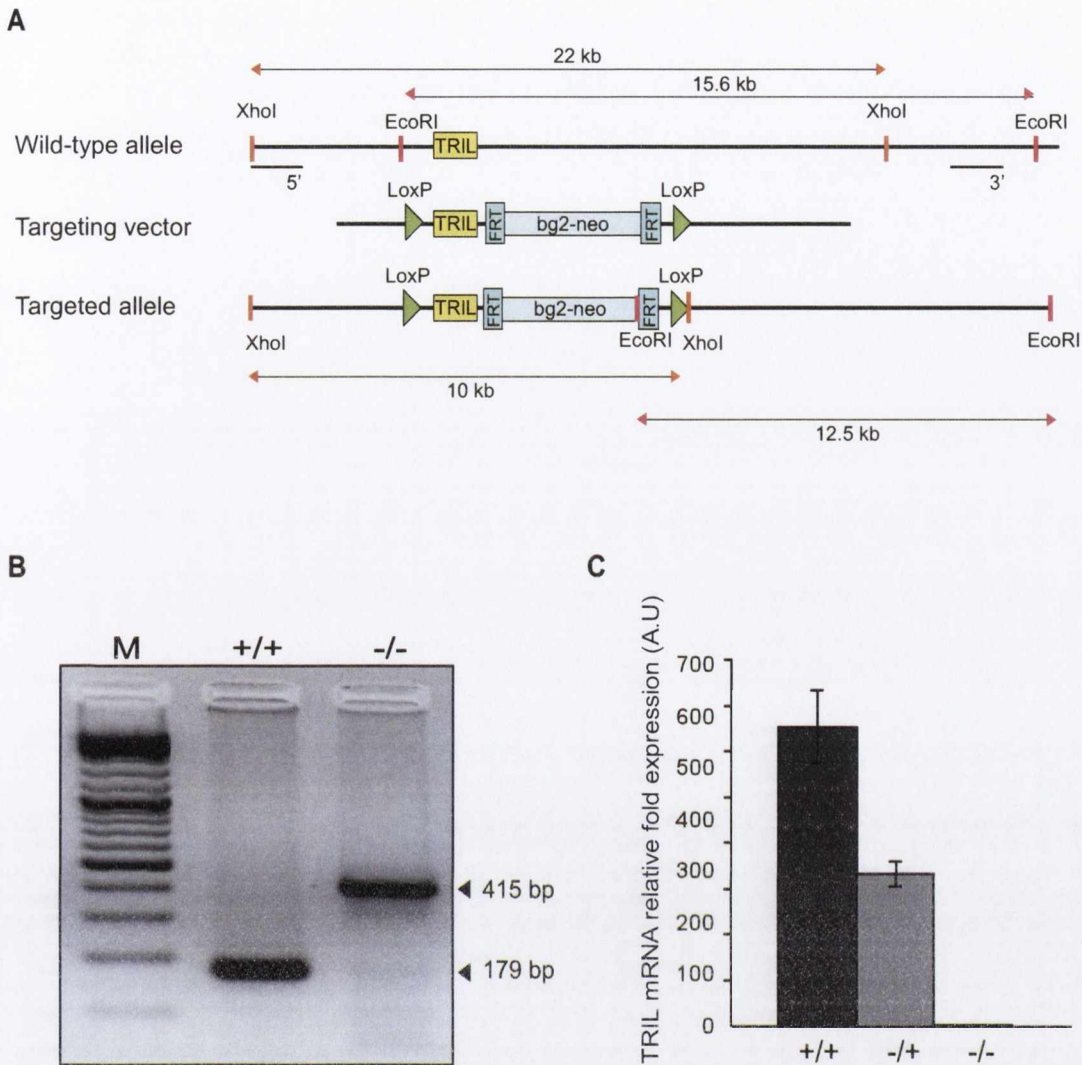 A
22 kb
15.6 kb
XhoI EcoRI XhoI EcoRI
Wild-type allele TRIL
5' 3'
LoxP LoxP
Targeting vector TRIL FRT bg2-neo FRT
LoxP LoxP
Targeted allele TRIL FRT bg2-neo FRT
XhoI EcoRI XhoI EcoRI
10 kb
12.5 kb
B
M +/+ -/-
415 bp
179 bp
C
TRIL mRNA relative fold expression (A.U)
700
600
500
400
300
200
100
0
+/+ -/+ -/-